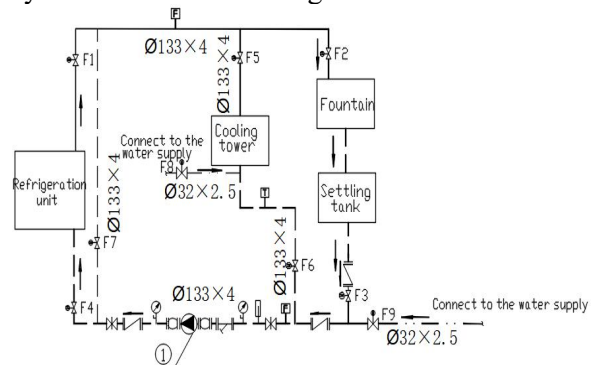 F
F1
Ø133×4
F5
F2
Ø133×4
Fountain
Connect to the
water supply
Cooling
tower
F8
Ø32×2.5
Refrigeration
unit
Ø133×4
Settling
tank
T
F7
Ø133×4
F6
F4
Ø133×4
F
F3
F9
Connect to the water supply
Ø32×2.5
1